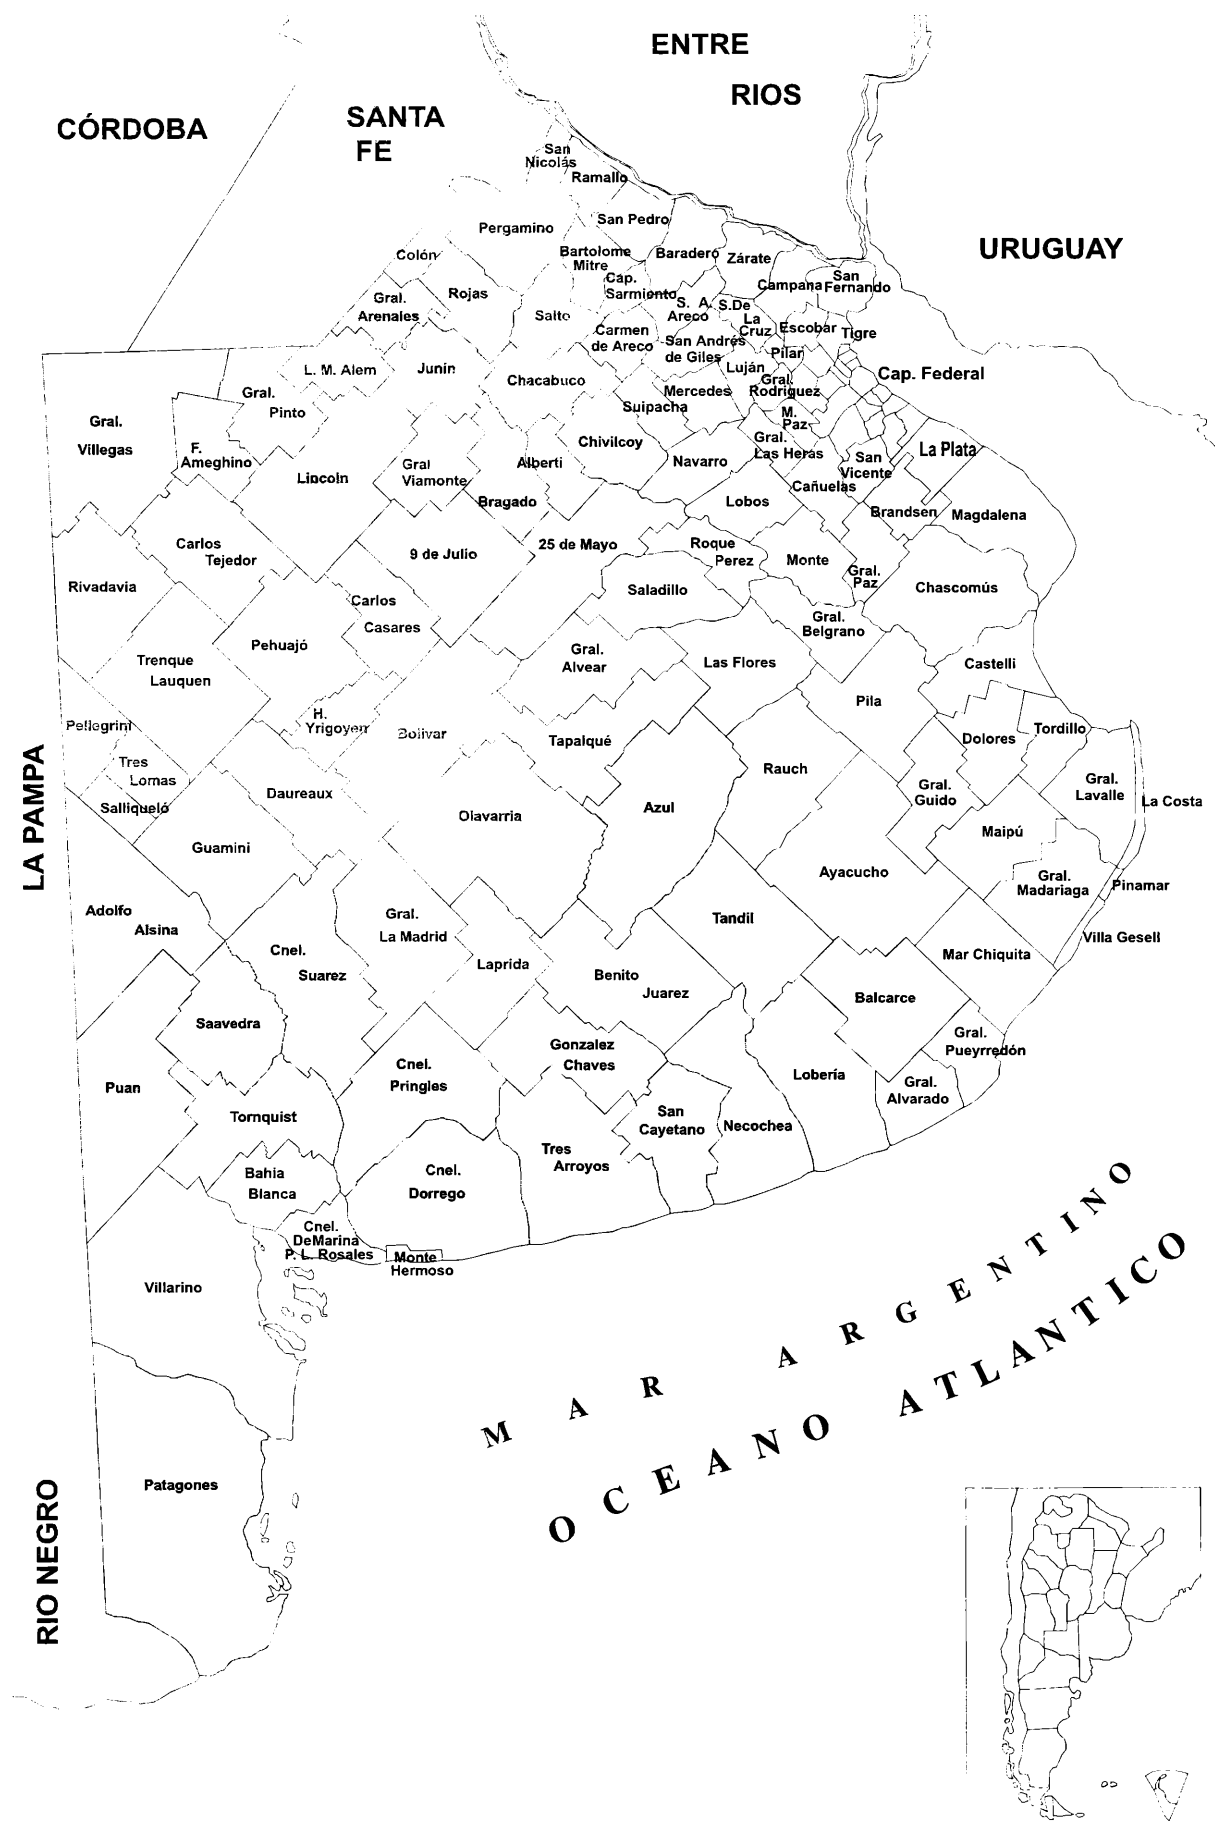 ENTRE
RIOS
CÓRDOBA
SANTA
FE
URUGUAY
San
Nicolás
Ramallo
San Pedro
Pergamino
Bartolome
Mitre
Baradero
Zárate
Colón
Cap.
Sarmiento
Campana
San
Fernando
Rojas
Gral.
Arenales
Salto
S. A.
Areco
S.De
La
Cruz
Carmen
de Areco
San Andrés
de Giles
Escobar
Tigre
Pilar
L. M. Alem
Junin
Chacabuco
Luján
Gral.
Rodriguez
Cap. Federal
Mercedes
Suipacha
Gral.
Pinto
M.
Paz
Gral.
Villegas
F.
Ameghino
Chivilcoy
Gral.
Las Heras
La Plata
Lincoln
Gral
Viamonte
Alberti
Navarro
San
Vicente
Cañuelas
Bragado
Lobos
Brandsen
Magdalena
Carlos
Tejedor
9 de Julio
25 de Mayo
Roque
Perez
Monte
Gral.
Paz
Rivadavia
Saladillo
Chascomús
Carlos
Casares
Gral.
Belgrano
Pehuajó
Trenque
Lauquen
Gral.
Alvear
Las Flores
Castelli
Pila
Pellegrini
H.
Yrigoyen
Bolivar
Tapalqué
Dolores
Tordillo
Tres
Lomas
Rauch
Gral.
Guido
Gral.
Lavalle
La Costa
Salliqueló
Daureaux
Olavarria
Azul
Maipú
LA PAMPA
Guamini
Ayacucho
Gral.
Madariaga
Pinamar
Adolfo
Alsina
Gral.
La Madrid
Tandil
Villa Gesell
Cnel.
Suarez
Laprida
Benito
Juarez
Mar Chiquita
Balcarce
Saavedra
Gonzalez
Chaves
Gral.
Pueyrredón
Puan
Cnel.
Pringles
Lobería
Gral.
Alvarado
Tornquist
San
Cayetano
Necochea
Tres
Arroyos
Bahia
Blanca
Cnel.
Dorrego
Cnel.
DeMarina
P. L. Rosales
Monte
Hermoso
Villarino
MAR ARGENTINO
OCEANO ATLANTICO
Patagones
RIO NEGRO